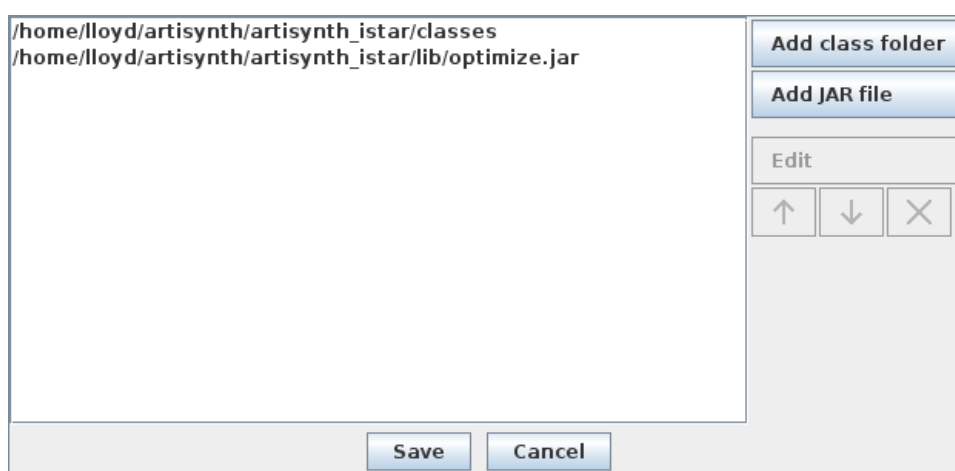 /home/lloyd/artisynth/artisynth_istar/classes
/home/lloyd/artisynth/artisynth_istar/lib/optimize.jar
Add class folder
Add JAR file
Edit
Save
Cancel